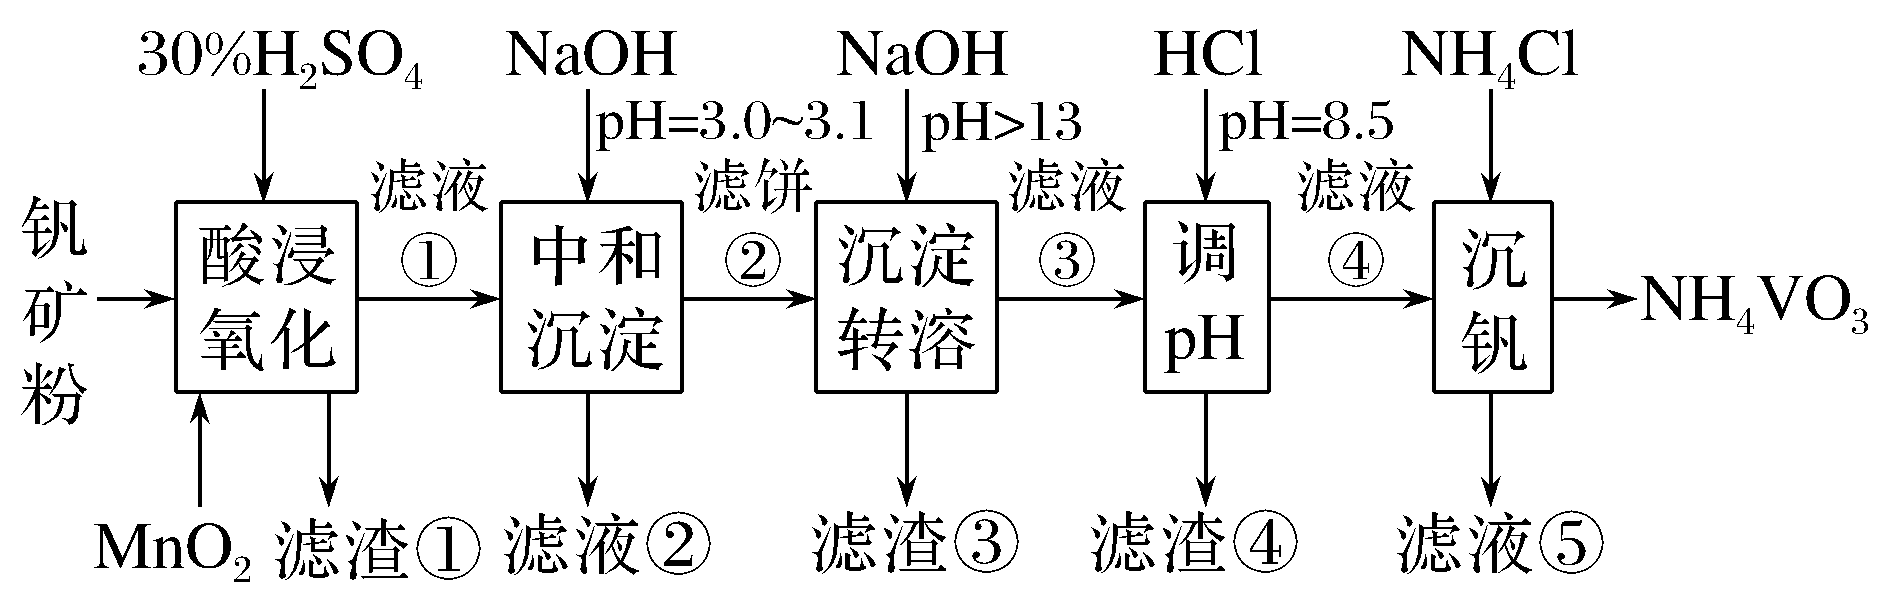 30%H₂SO₄ NaOH NaOH HCl NH₄Cl
pH=3.0~3.1 pH>13 pH=8.5
钒矿粉
酸浸氧化
滤液①
中和沉淀
滤饼②
沉淀转溶
滤液③
调pH
滤液④
沉钒
NH₄VO₃
MnO₂ 滤渣① 滤液② 滤渣③ 滤渣④ 滤液⑤